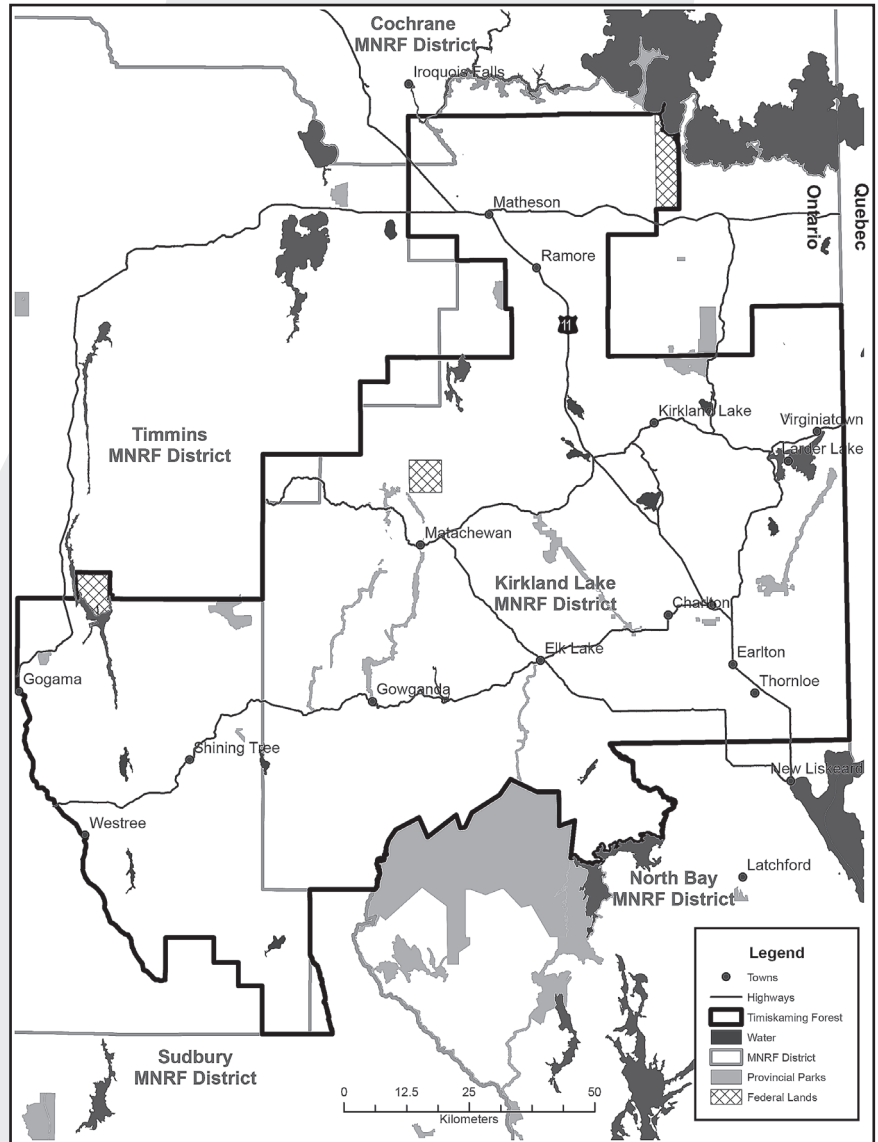 Cochrane
MNRF District
Iroquois Falls
Matheson
Ontario
Quebec
Ramore
11
Timmins
MNRF District
Kirkland Lake
Virginiatown
Larder Lake
Matachewan
Kirkland Lake
MNRF District
Charlton
Elk Lake
Earlton
Gogama
Gowganda
Thornloe
Shining Tree
New Liskeard
Westree
Latchford
North Bay
MNRF District
Sudbury
MNRF District
Legend
Towns
Highways
Timiskaming Forest
Water
MNRF District
Provincial Parks
Federal Lands
0 12.5 25 50
Kilometers